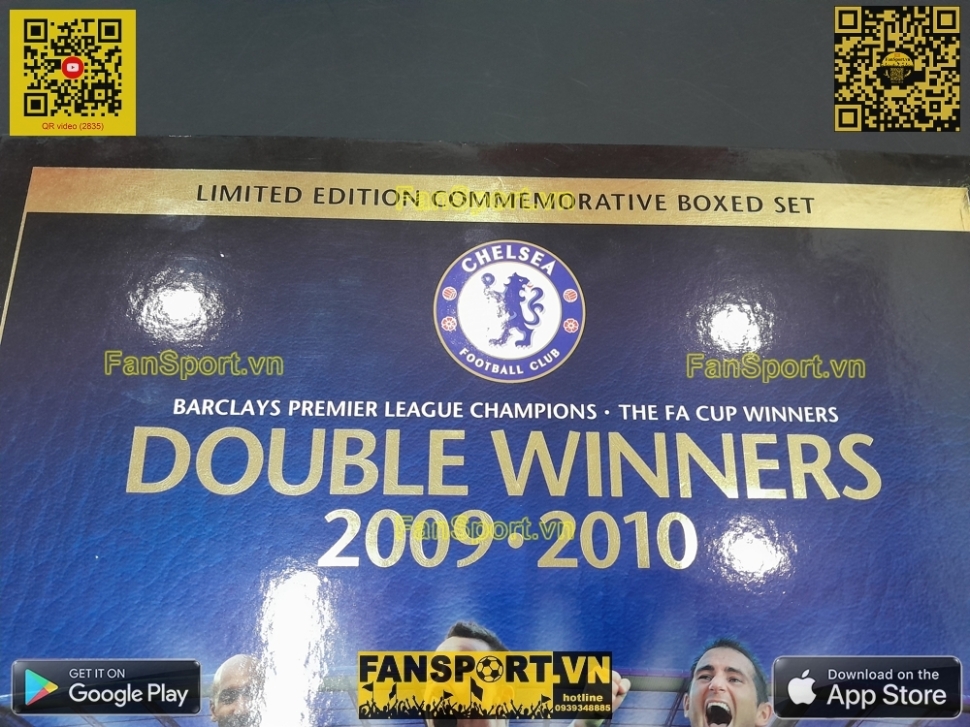 QR video (2835)
LIMITED EDITION COMMEMORATIVE BOXED SET
FanSport.vn
CHELSEA
FOOTBALL CLUB
FanSport.vn
FanSport.vn
BARCLAYS PREMIER LEAGUE CHAMPIONS · THE FA CUP WINNERS
DOUBLE WINNERS
2009·2010
FanSport.vn
GET IT ON
Google Play
FANSPORT.VN
hotline
0939348885
Download on the
App Store